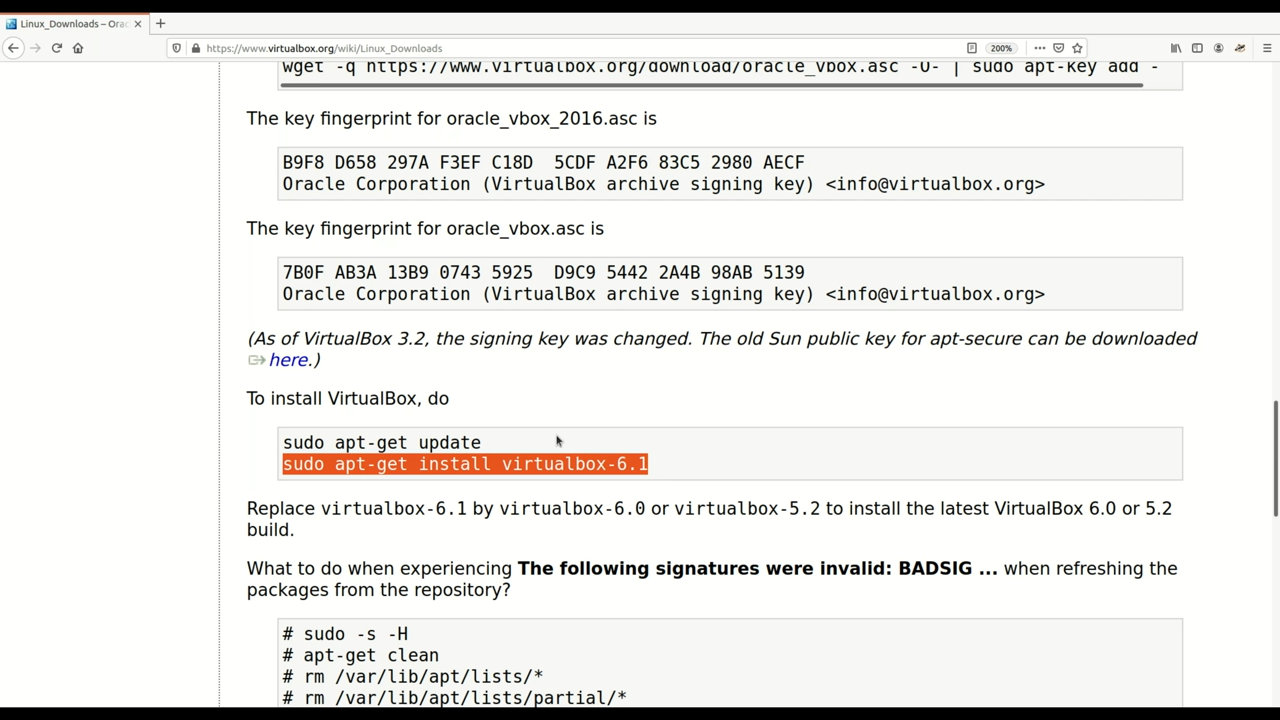 Linux_Downloads – Orac
https://www.virtualbox.org/wiki/Linux_Downloads
200%
wget -q https://www.virtualbox.org/download/oracle_vbox.asc -O- | sudo apt-key add -
The key fingerprint for oracle_vbox_2016.asc is
B9F8 D658 297A F3EF C18D  5CDF A2F6 83C5 2980 AECF
Oracle Corporation (VirtualBox archive signing key) <info@virtualbox.org>
The key fingerprint for oracle_vbox.asc is
7B0F AB3A 13B9 0743 5925  D9C9 5442 2A4B 98AB 5139
Oracle Corporation (VirtualBox archive signing key) <info@virtualbox.org>
(As of VirtualBox 3.2, the signing key was changed. The old Sun public key for apt-secure can be downloaded
here.)
To install VirtualBox, do
sudo apt-get update
sudo apt-get install virtualbox-6.1
Replace virtualbox-6.1 by virtualbox-6.0 or virtualbox-5.2 to install the latest VirtualBox 6.0 or 5.2
build.
What to do when experiencing The following signatures were invalid: BADSIG ... when refreshing the
packages from the repository?
# sudo -s -H
# apt-get clean
# rm /var/lib/apt/lists/*
# rm /var/lib/apt/lists/partial/*